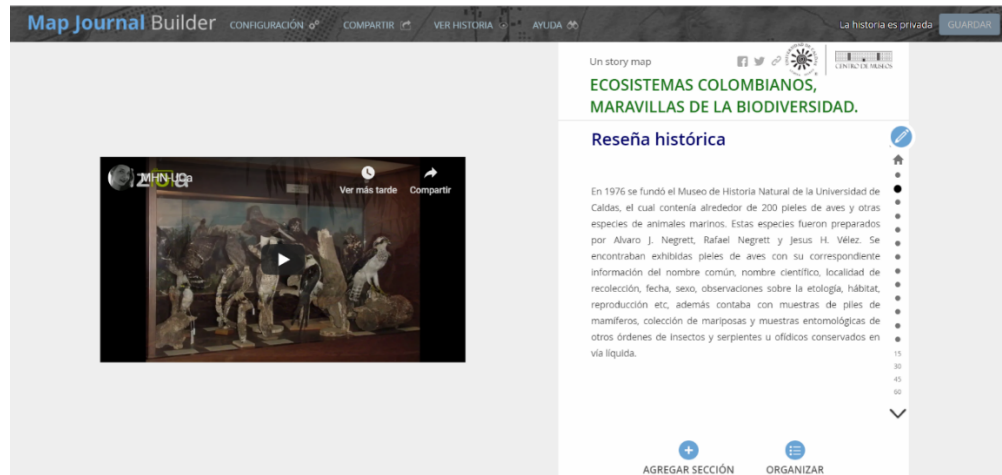 Map Journal Builder CONFIGURACIÓN COMPARTIR VER HISTORIA AYUDA La historia es privada GUARDAR
Un story map
CENTRO DE MUSEOS
ECOSISTEMAS COLOMBIANOS,
MARAVILLAS DE LA BIODIVERSIDAD.
Reseña histórica
MHN-UCa
Ver más tarde Compartir
En 1976 se fundó el Museo de Historia Natural de la Universidad de
Caldas, el cual contenía alrededor de 200 pieles de aves y otras
especies de animales marinos. Estas especies fueron preparados
por Alvaro J. Negrett, Rafael Negrett y Jesus H. Vélez. Se
encontraban exhibidas pieles de aves con su correspondiente
información del nombre común, nombre científico, localidad de
recolección, fecha, sexo, observaciones sobre la etología, hábitat,
reproducción etc, además contaba con muestras de piles de
mamíferos, colección de mariposas y muestras entomológicas de
otros órdenes de insectos y serpientes u ofídicos conservados en
vía líquida.
15
30
45
60
AGREGAR SECCIÓN ORGANIZAR